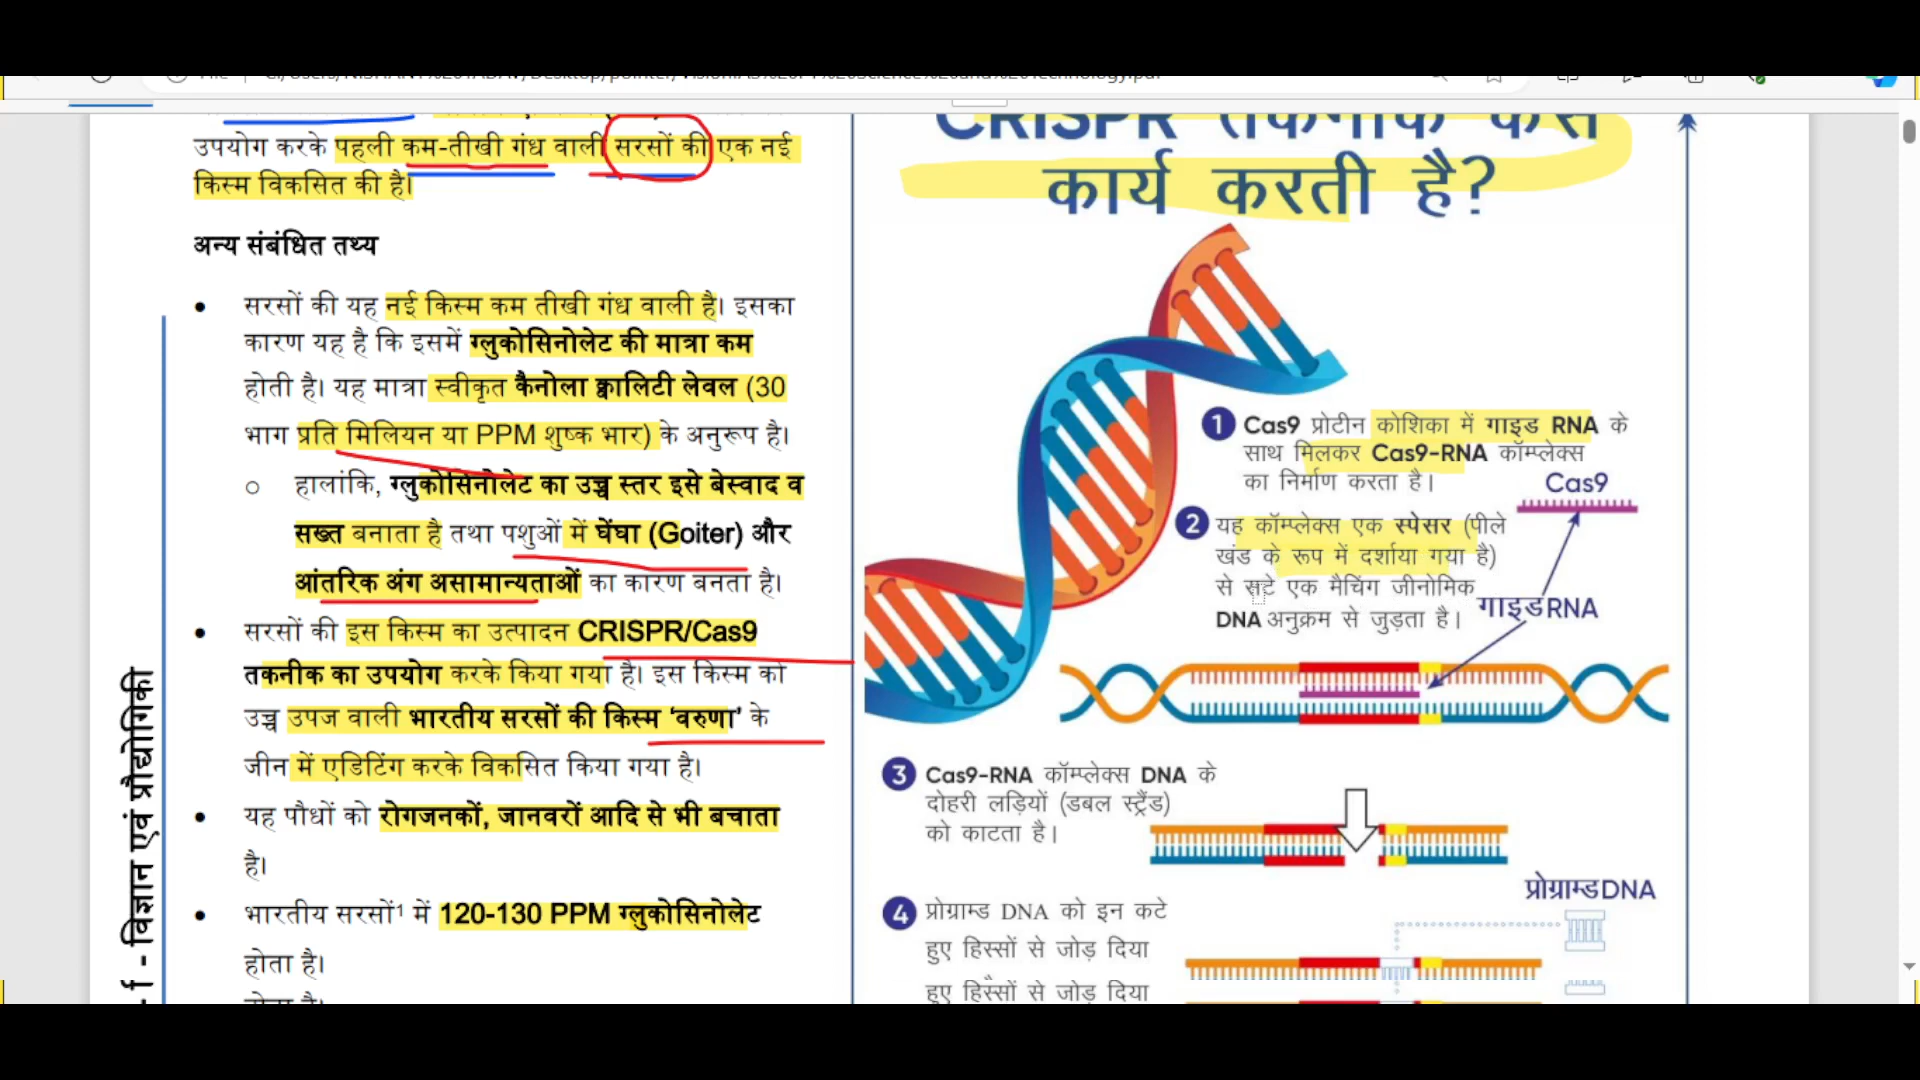 उपयोग करके पहली कम-तीखी गंध वाली सरसों की एक नई
किस्म विकसित की है।
अन्य संबंधित तथ्य
• सरसों की यह नई किस्म कम तीखी गंध वाली है। इसका
कारण यह है कि इसमें ग्लुकोसिनोलेट की मात्रा कम
होती है। यह मात्रा स्वीकृत कैनोला क्वालिटी लेवल (30
भाग प्रति मिलियन या PPM शुष्क भार) के अनुरूप है।
○ हालांकि, ग्लुकोसिनोलेट का उच्च स्तर इसे बेस्वाद व
सख्त बनाता है तथा पशुओं में घेंघा (Goiter) और
आंतरिक अंग असामान्यताओं का कारण बनता है।
• सरसों की इस किस्म का उत्पादन CRISPR/Cas9
तकनीक का उपयोग करके किया गया है। इस किस्म को
उच्च उपज वाली भारतीय सरसों की किस्म 'वरुणा' के
जीन में एडिटिंग करके विकसित किया गया है।
• यह पौधों को रोगजनकों, जानवरों आदि से भी बचाता
है।
• भारतीय सरसों¹ में 120-130 PPM ग्लुकोसिनोलेट
होता है।
- विज्ञान एवं प्रौद्योगिकी
CRISPR तकनीक कैसे
कार्य करती है?
1 Cas9 प्रोटीन कोशिका में गाइड RNA के
साथ मिलकर Cas9-RNA कॉम्प्लेक्स
का निर्माण करता है।
Cas9
2 यह कॉम्प्लेक्स एक स्पेसर (पीले
खंड के रूप में दर्शाया गया है)
से सटे एक मैचिंग जीनोमिक
DNA अनुक्रम से जुड़ता है।
गाइड RNA
3 Cas9-RNA कॉम्प्लेक्स DNA के
दोहरी लड़ियों (डबल स्ट्रैंड)
को काटता है।
प्रोग्राम्ड DNA
4 प्रोग्राम्ड DNA को इन कटे
हुए हिस्सों से जोड़ दिया
हुए हिस्सों से जोड़ दिया